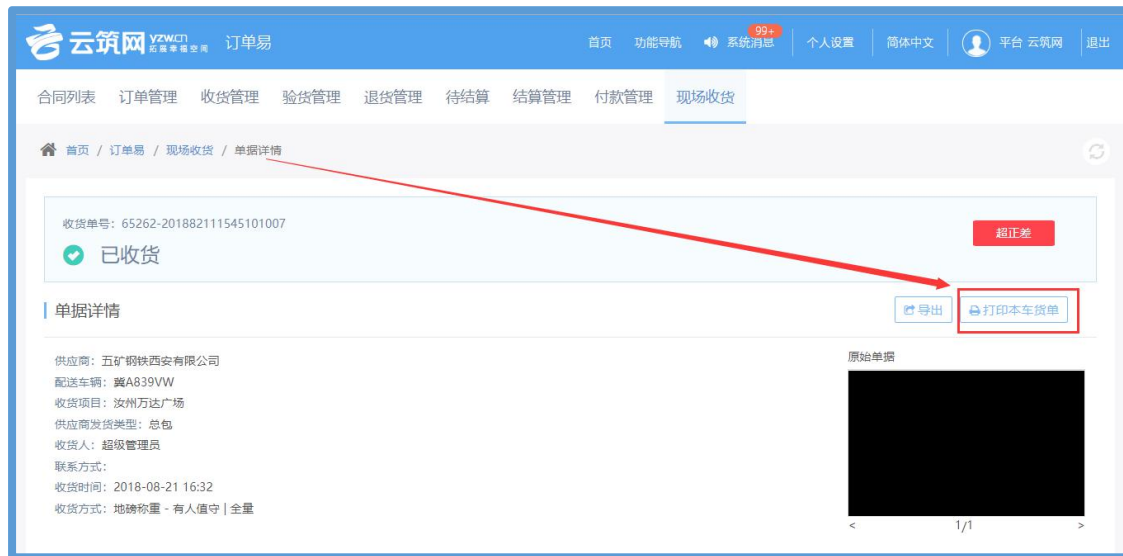 云筑网 yzw.cn 拓展幸福空间 订单易 首页 功能导航 系统消息 99+ 个人设置 简体中文 平台 云筑网 退出
合同列表 订单管理 收货管理 验货管理 退货管理 待结算 结算管理 付款管理 现场收货
首页 / 订单易 / 现场收货 / 单据详情
收货单号：65262-201882111545101007
超正差
已收货
单据详情 导出 打印本车货单
供应商：五矿钢铁西安有限公司 原始单据
配送车辆：冀A839VW
收货项目：汝州万达广场
供应商发货类型：总包
收货人：超级管理员
联系方式：
收货时间：2018-08-21 16:32
收货方式：地磅称重 - 有人值守 | 全量
< 1/1 >